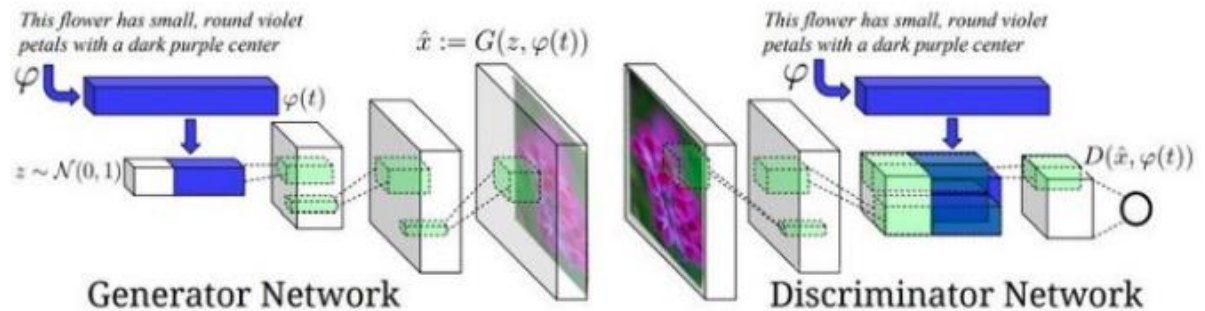 This flower has small, round violet
petals with a dark purple center
φ
φ(t)
z ∼ 𝒩(0, 1)
x̂ := G(z, φ(t))
Generator Network
This flower has small, round violet
petals with a dark purple center
φ
D(x̂, φ(t))
Discriminator Network